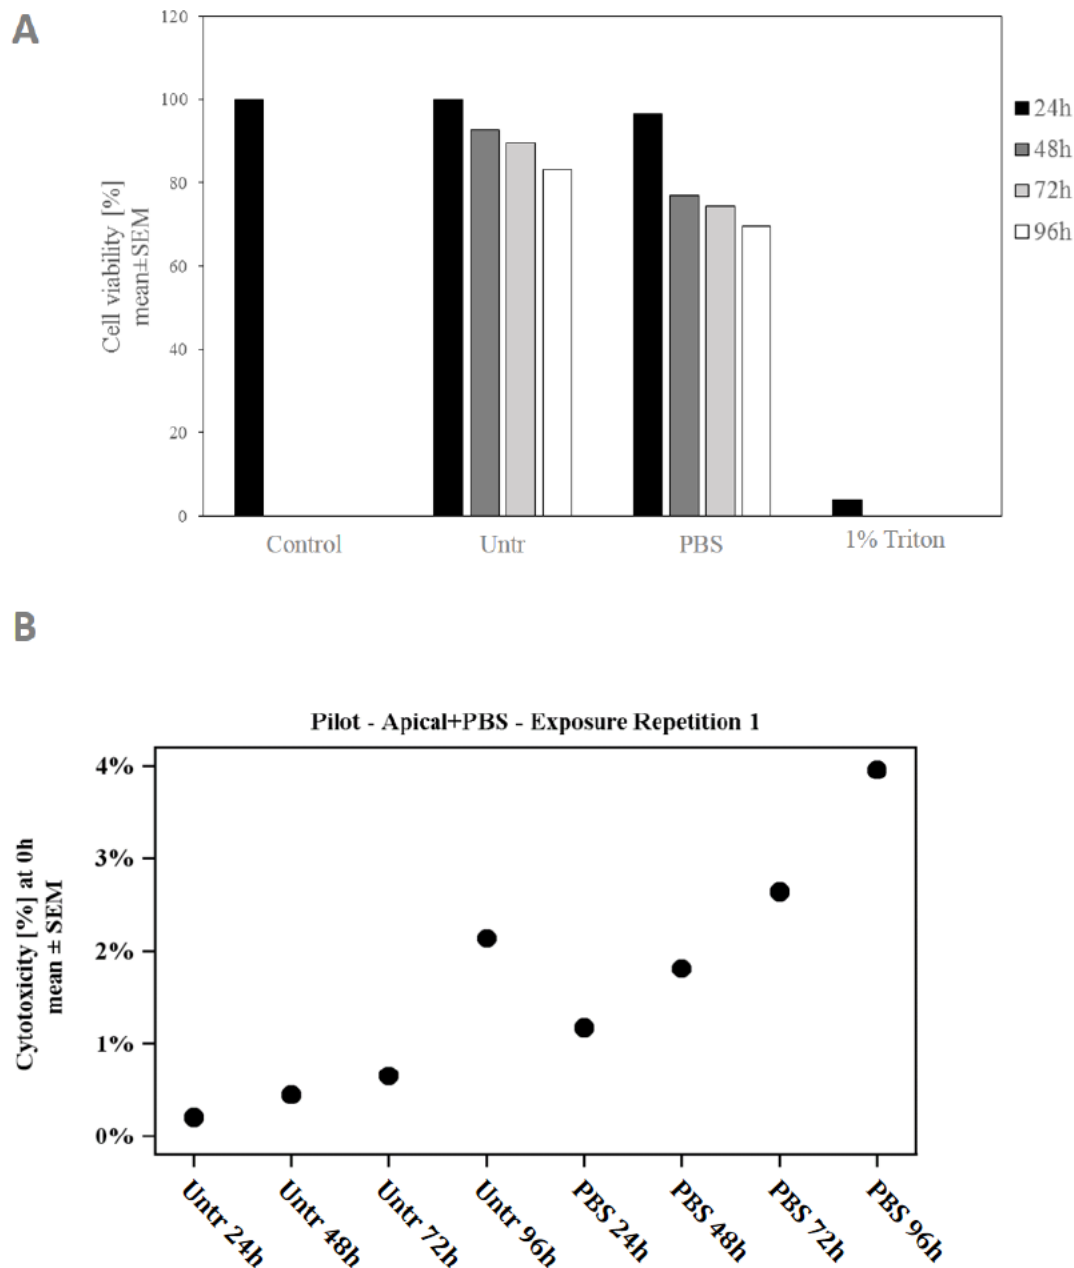 A
120
100
80
60
40
20
0
Cell viability [%]
mean±SEM
24h
48h
72h
96h
Control
Untr
PBS
1% Triton
B
Pilot - Apical+PBS - Exposure Repetition 1
4%
3%
2%
1%
0%
Cytotoxicity [%] at 0h
mean ± SEM
Untr 24h
Untr 48h
Untr 72h
Untr 96h
PBS 24h
PBS 48h
PBS 72h
PBS 96h